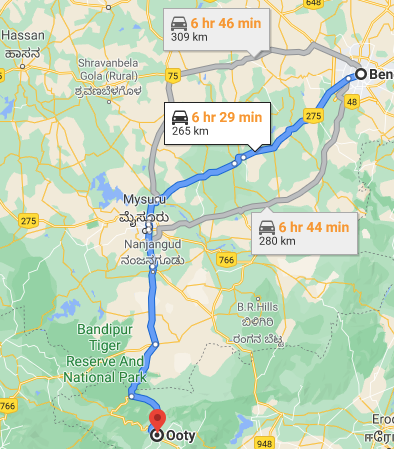 Hassan
ಹಾಸನ
648
6 hr 46 min
309 km
Shravanbela
Gola (Rural)
ಶ್ರವಣಬೆಳಗೊಳ
75
Ben
48
6 hr 29 min
265 km
275
Mysuru
ಮೈಸೂರು
275
6 hr 44 min
280 km
Nanjangud
ನಂಜನಗೂಡು
766
B.R.Hills
ಬಿಳಿಗಿರಿ
ರಂಗನ ಬೆಟ್ಟ
Bandipur
Tiger
Reserve And
National Park
766
Ooty
948
Erod